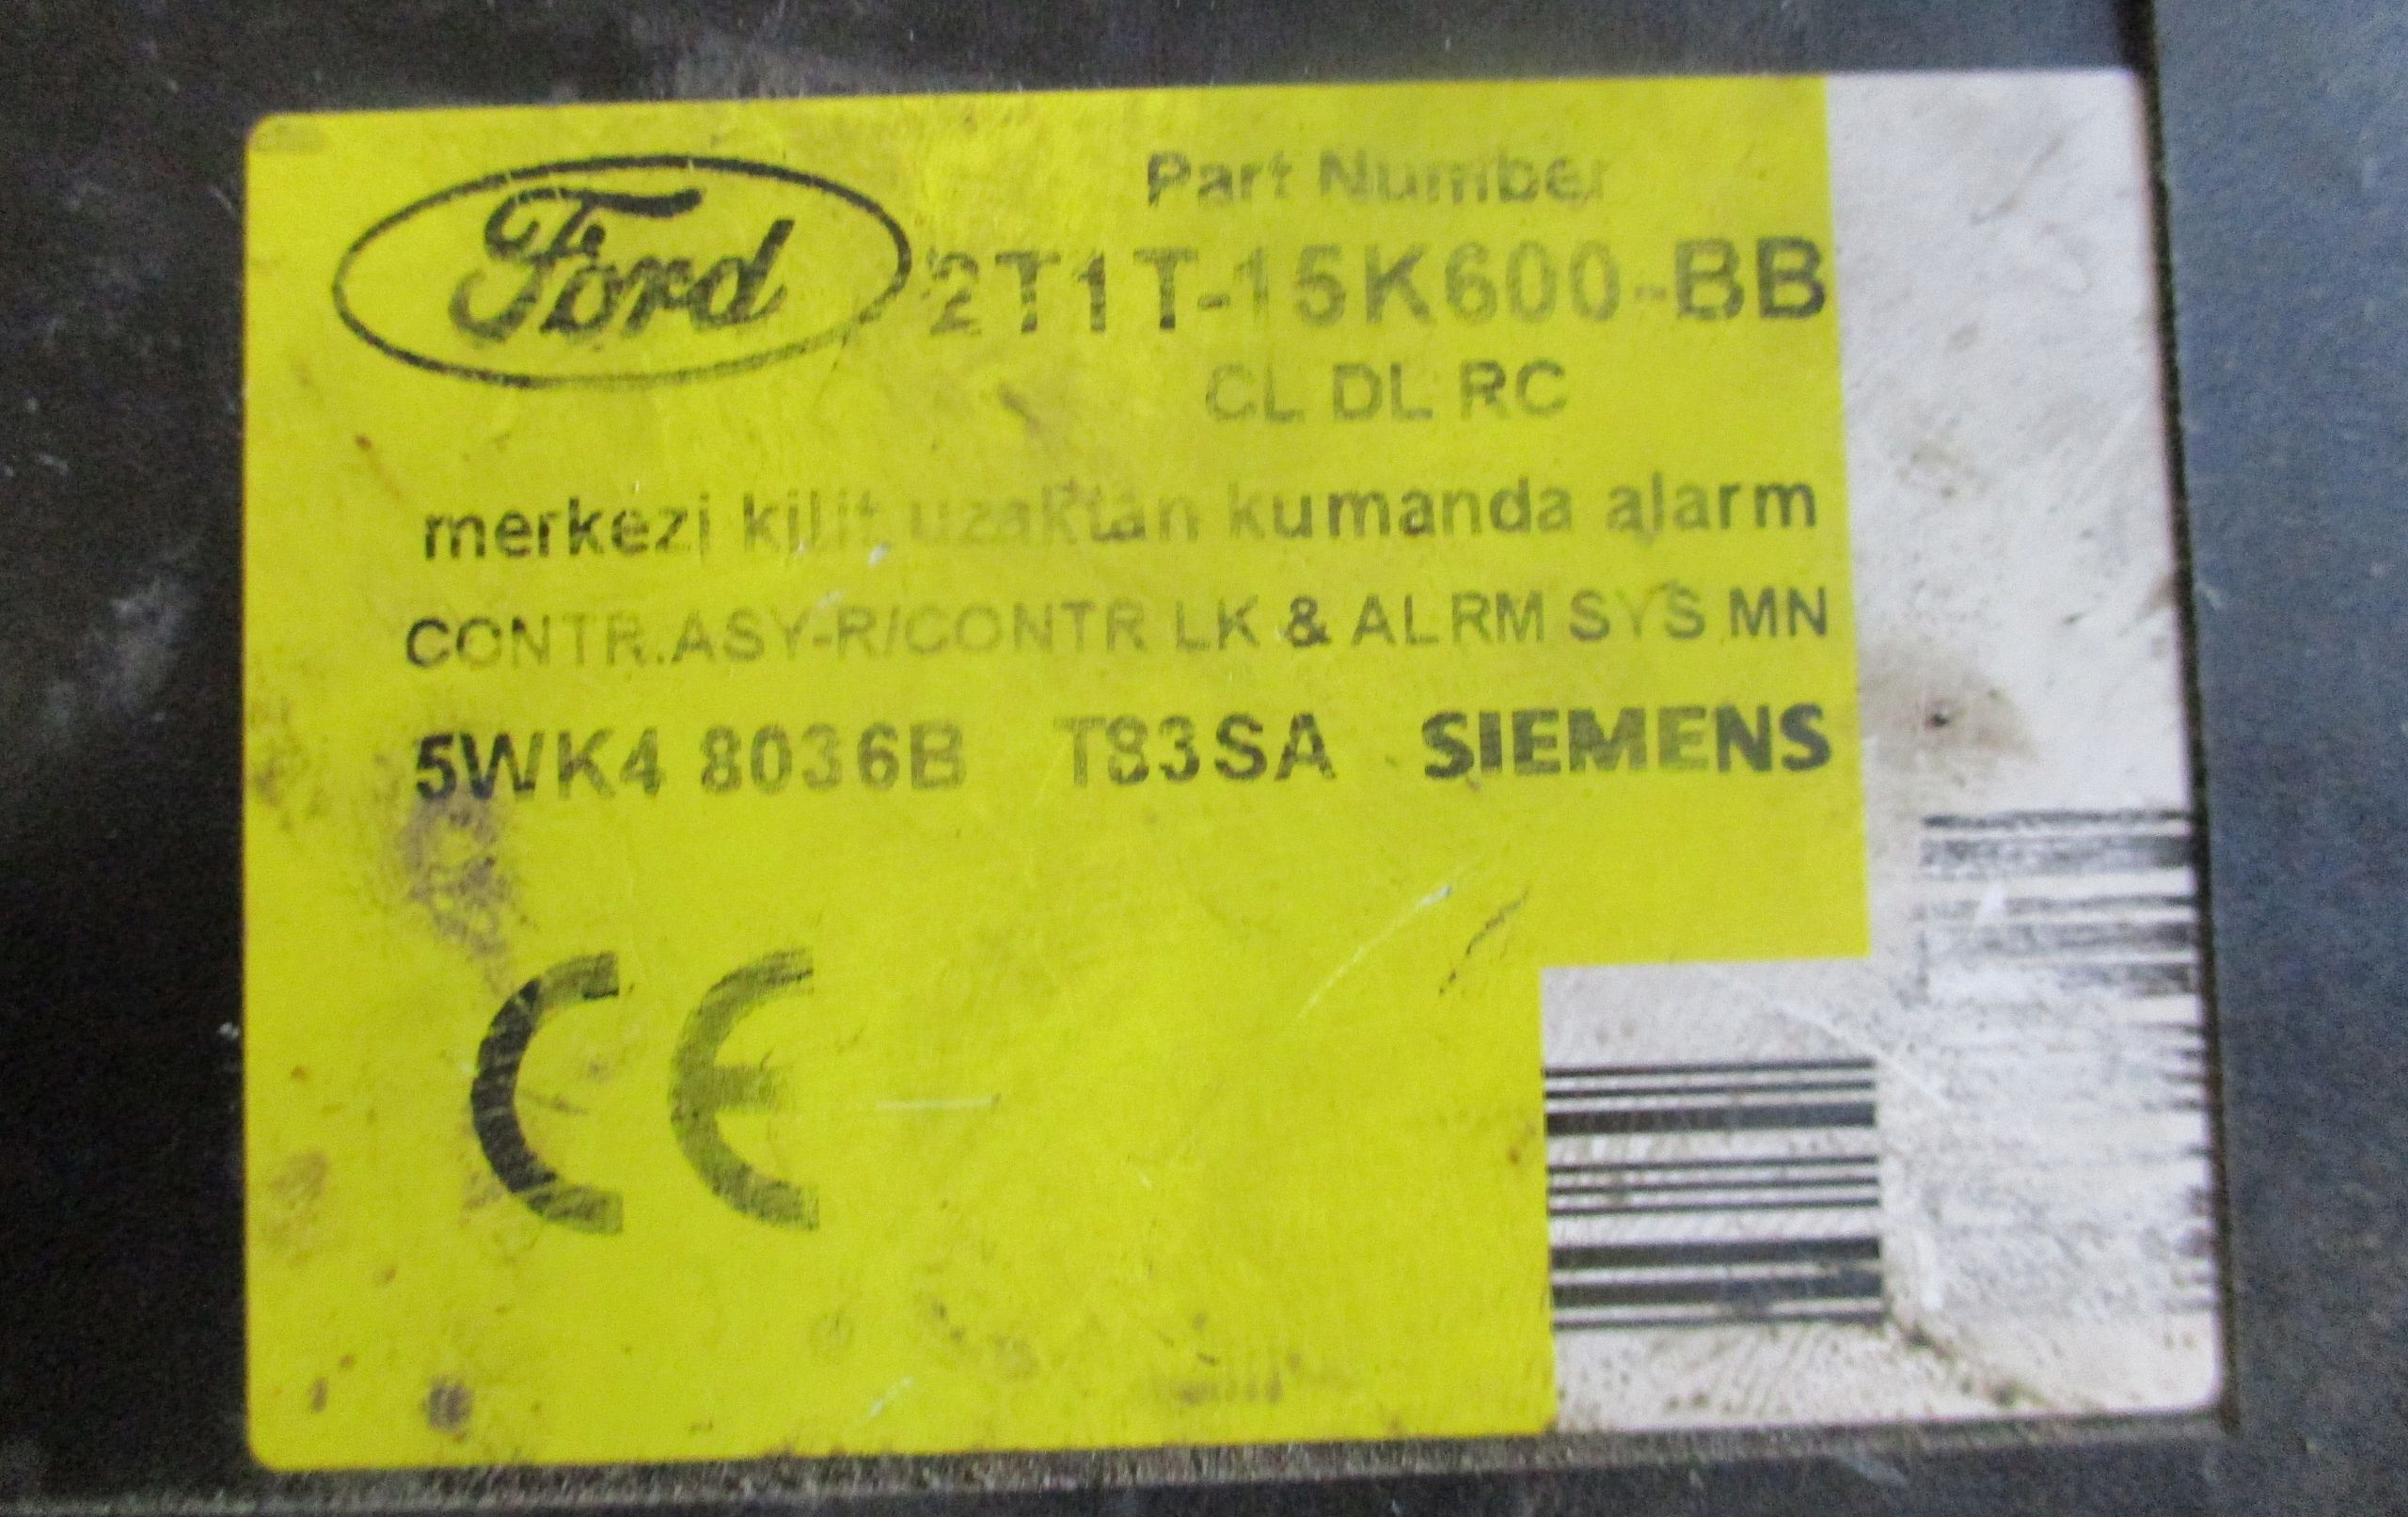 Ford
Part Number
2T1T-15K600-BB
CL DL RC
merkezi kilit uzaktan kumanda alarm
CONTR.ASY-R/CONTR LK & ALRM SYS MN
5WK4 8036B T83SA SIEMENS
CE